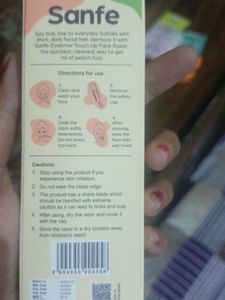 Sanfe
Say bye, bye to everyday battles with
thick, dark facial hair. Remove it with
Sanfe Eyebrow Touch Up Face Razor,
the quickest, cleanest way to get rid
of peach fuzz.
Directions for use
1.
Clean and
wash your
face.
2.
Remove
the safety
cap.
3.
Glide the
razor softly
downwards.
Do not press
too hard.
4.
After
shaving,
wipe the
face with
wet towel.
Cautions:
1. Stop using the product if you
experience skin irritation.
2. Do not wipe the blade edge.
3. The product has a sharp blade which
should be handled with extreme
caution as it can lead to nicks and cuts.
4. After using, dry the razor and cover it
with the cap.
5. Store the razor in a dry location away
from children's reach.